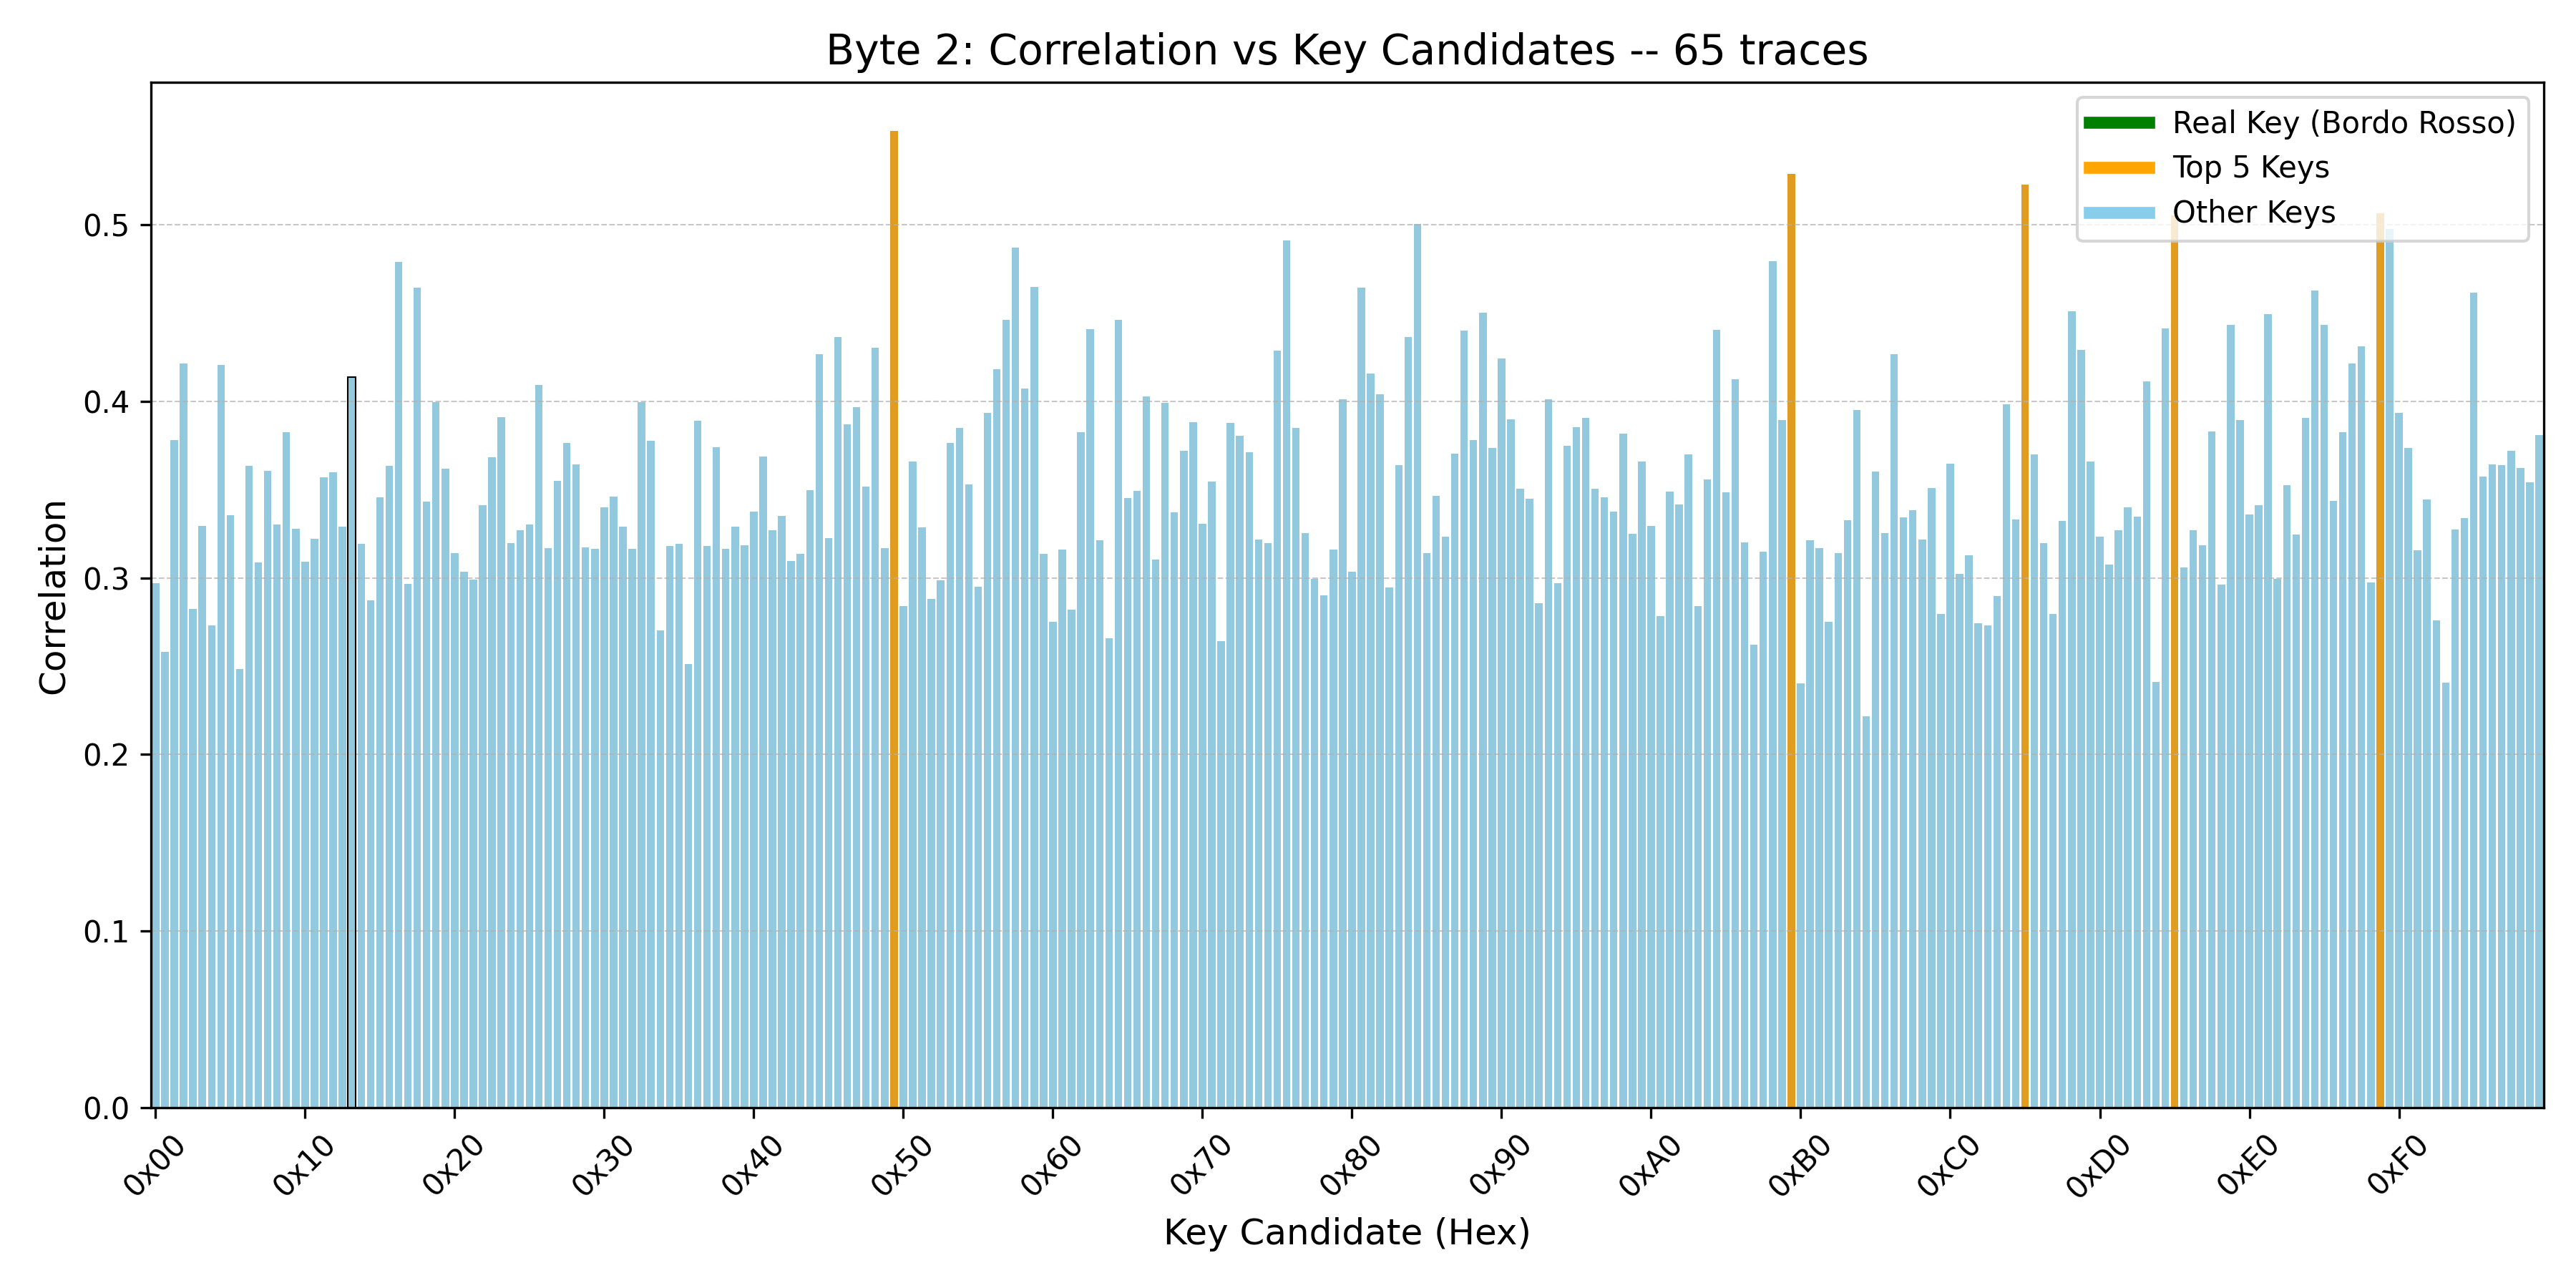 Byte 2: Correlation vs Key Candidates -- 65 traces
Real Key (Bordo Rosso)
Top 5 Keys
Other Keys
Correlation
0.5
0.4
0.3
0.2
0.1
0.0
0x00 0x10 0x20 0x30 0x40 0x50 0x60 0x70 0x80 0x90 0xA0 0xB0 0xC0 0xD0 0xE0 0xF0
Key Candidate (Hex)